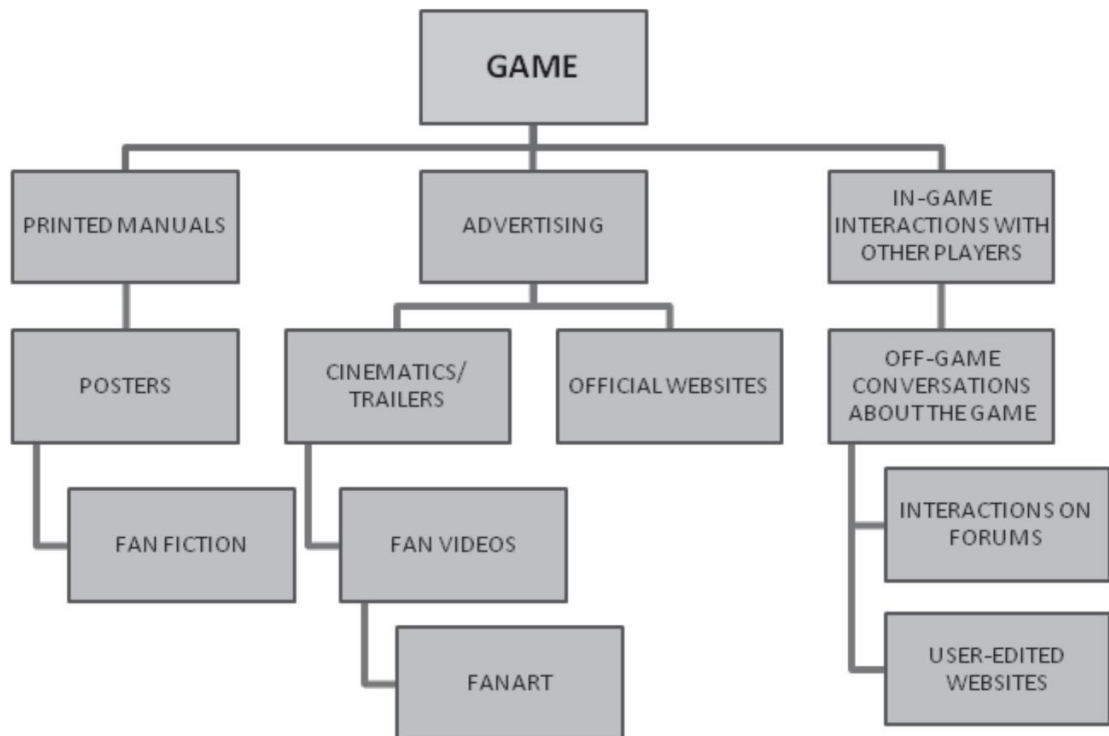 GAME
PRINTED MANUALS
ADVERTISING
IN-GAME
INTERACTIONS WITH
OTHER PLAYERS
POSTERS
CINEMATICS/
TRAILERS
OFFICIAL WEBSITES
OFF-GAME
CONVERSATIONS
ABOUT THE GAME
FAN FICTION
FAN VIDEOS
INTERACTIONS ON
FORUMS
FANART
USER-EDITED
WEBSITES